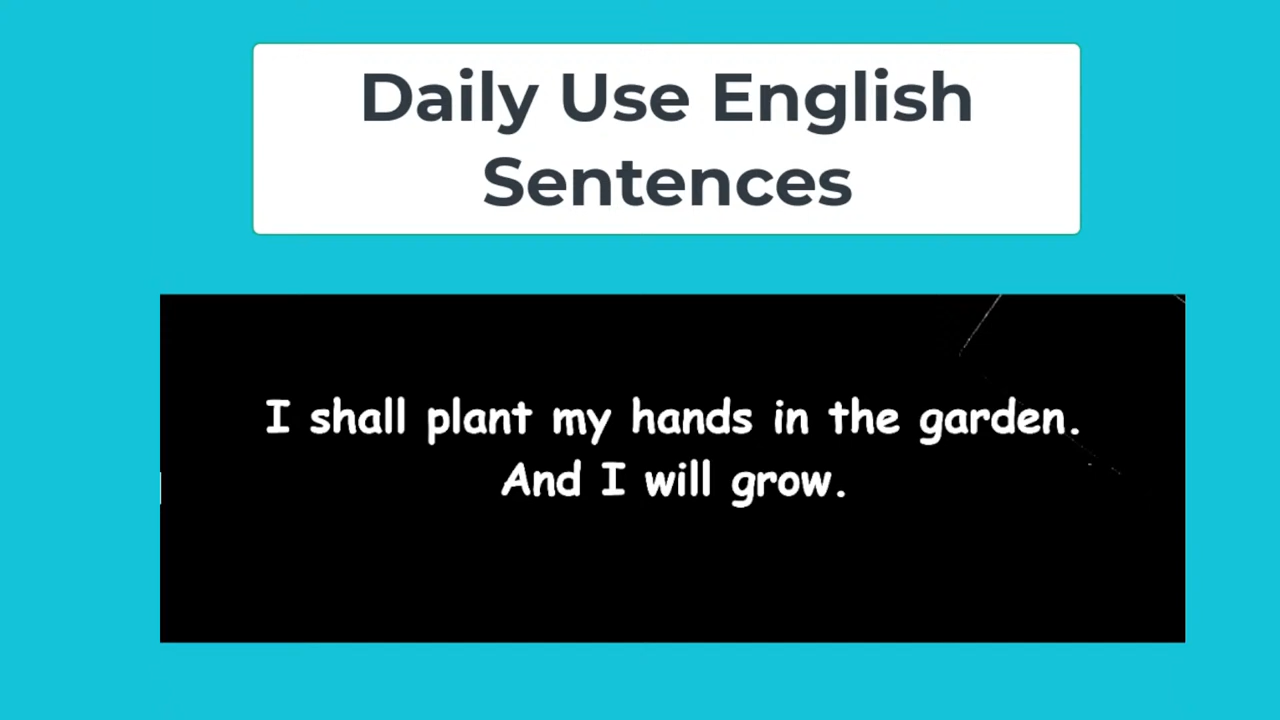 Daily Use English
Sentences
I shall plant my hands in the garden.
And I will grow.